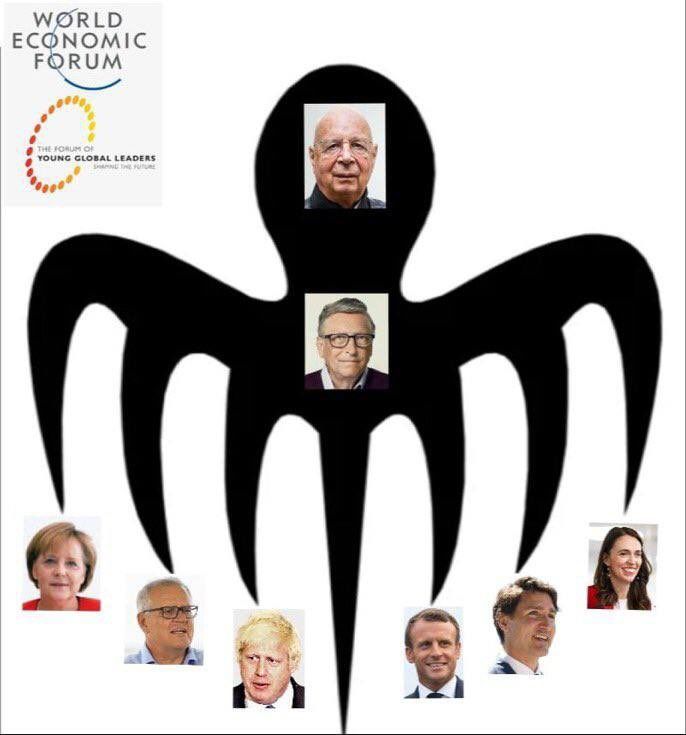 WORLD
ECONOMIC
FORUM
THE FORUM OF
YOUNG GLOBAL LEADERS
SHAPING THE FUTURE